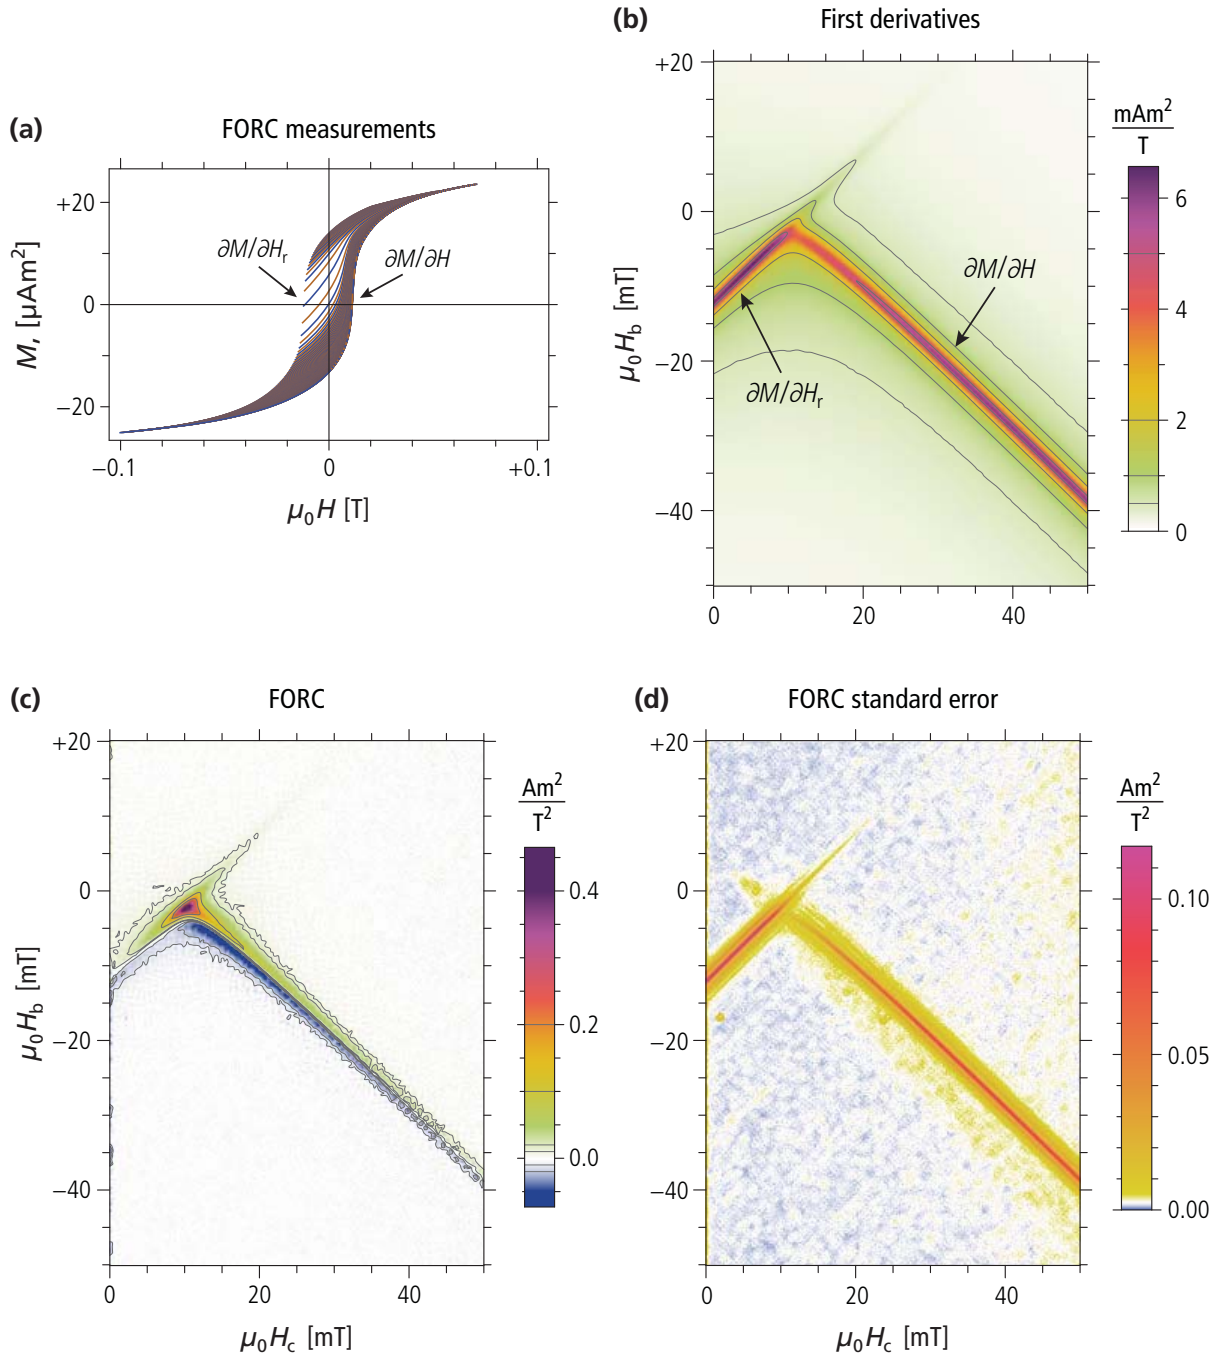 (a)
FORC measurements
+20
0
−20
M, [µAm²]
∂M/∂Hr
∂M/∂H
−0.1
0
+0.1
µ0H [T]
(b)
First derivatives
+20
0
−20
−40
µ0Hb [mT]
∂M/∂H
∂M/∂Hr
0
20
40
mAm²
T
6
4
2
0
(c)
FORC
+20
0
−20
−40
µ0Hb [mT]
0
20
40
µ0Hc [mT]
Am²
T²
0.4
0.2
0.0
(d)
FORC standard error
+20
0
−20
−40
0
20
40
µ0Hc [mT]
Am²
T²
0.10
0.05
0.00